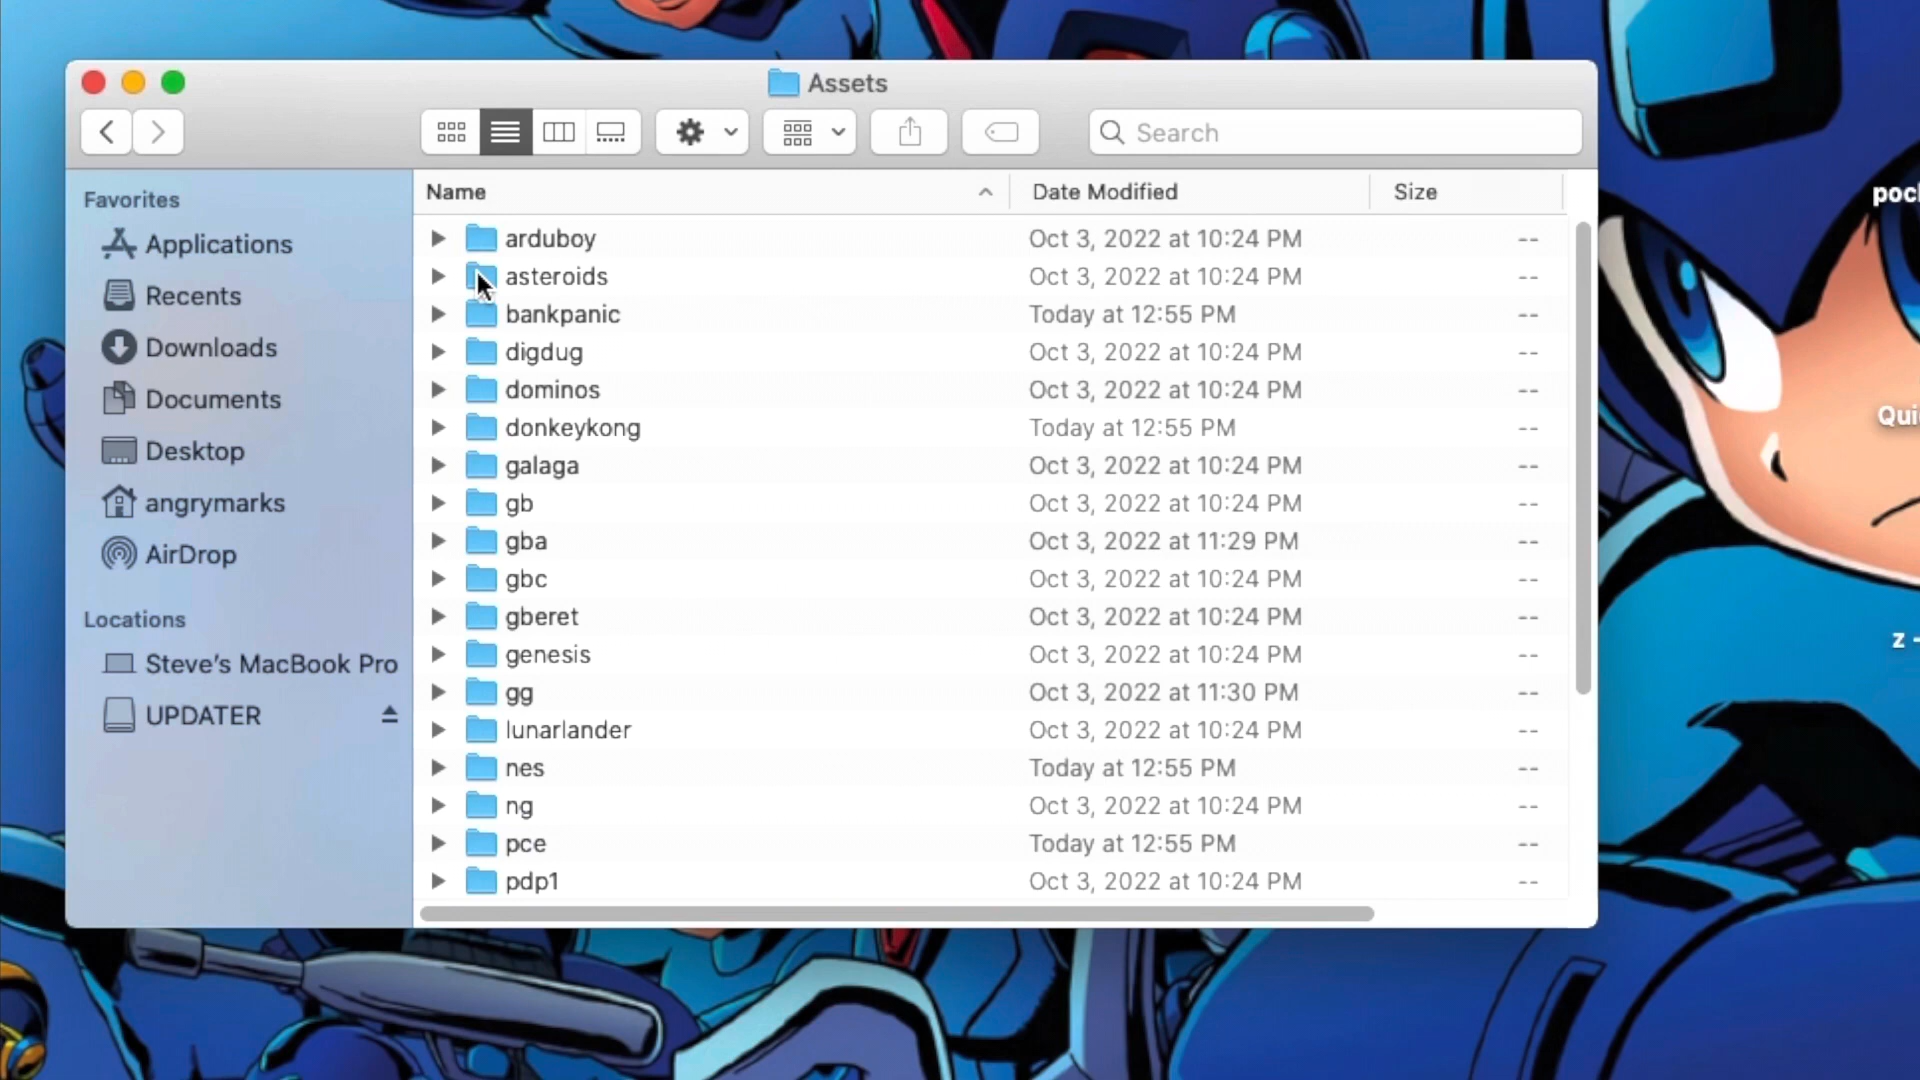 Assets
Search
Favorites
Applications
Recents
Downloads
Documents
Desktop
angrymarks
AirDrop
Locations
Steve's MacBook Pro
UPDATER
Name Date Modified Size
arduboy Oct 3, 2022 at 10:24 PM --
asteroids Oct 3, 2022 at 10:24 PM --
bankpanic Today at 12:55 PM --
digdug Oct 3, 2022 at 10:24 PM --
dominos Oct 3, 2022 at 10:24 PM --
donkeykong Today at 12:55 PM --
galaga Oct 3, 2022 at 10:24 PM --
gb Oct 3, 2022 at 10:24 PM --
gba Oct 3, 2022 at 11:29 PM --
gbc Oct 3, 2022 at 10:24 PM --
gberet Oct 3, 2022 at 10:24 PM --
genesis Oct 3, 2022 at 10:24 PM --
gg Oct 3, 2022 at 11:30 PM --
lunarlander Oct 3, 2022 at 10:24 PM --
nes Today at 12:55 PM --
ng Oct 3, 2022 at 10:24 PM --
pce Today at 12:55 PM --
pdp1 Oct 3, 2022 at 10:24 PM --
Qui
z -